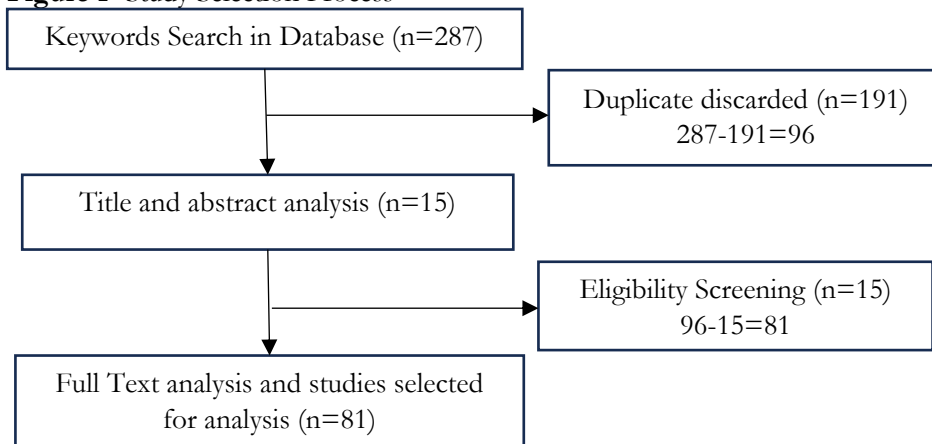 Figure 1 Study Selection Process
Keywords Search in Database (n=287)
Duplicate discarded (n=191)
287-191=96
Title and abstract analysis (n=15)
Eligibility Screening (n=15)
96-15=81
Full Text analysis and studies selected
for analysis (n=81)